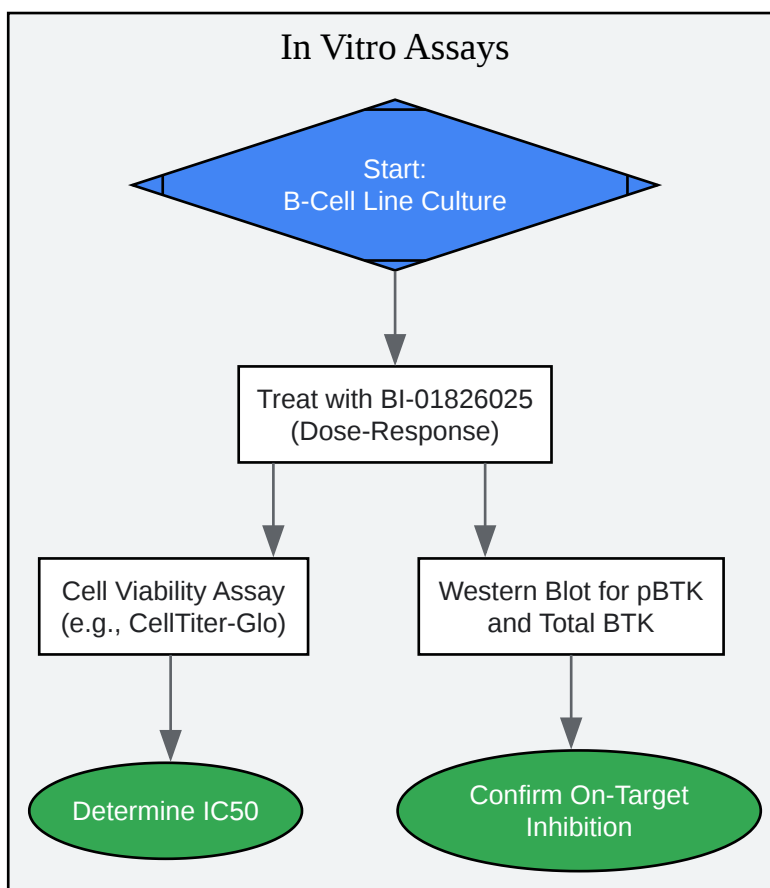 In Vitro Assays
Start:
B-Cell Line Culture
Treat with BI-01826025
(Dose-Response)
Cell Viability Assay
(e.g., CellTiter-Glo)
Western Blot for pBTK
and Total BTK
Determine IC50
Confirm On-Target
Inhibition